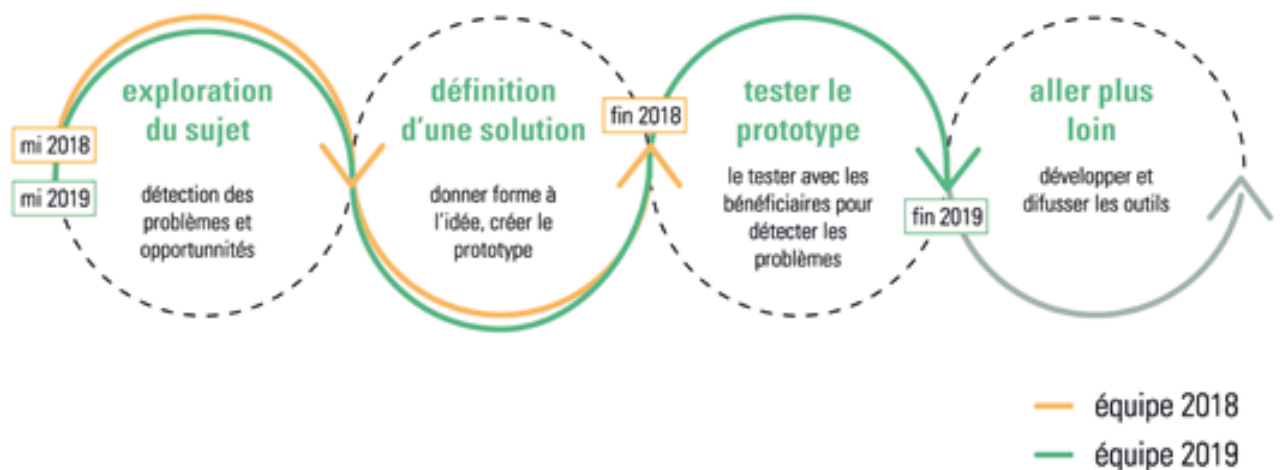 exploration
du sujet
mi 2018
mi 2019
détection des
problèmes et
opportunnités
définition
d'une solution
donner forme à
l'idée, créer le
prototype
fin 2018
tester le
prototype
le tester avec les
bénéficiaires pour
détecter les
problèmes
fin 2019
aller plus
loin
développer et
difusser les outils
équipe 2018
équipe 2019